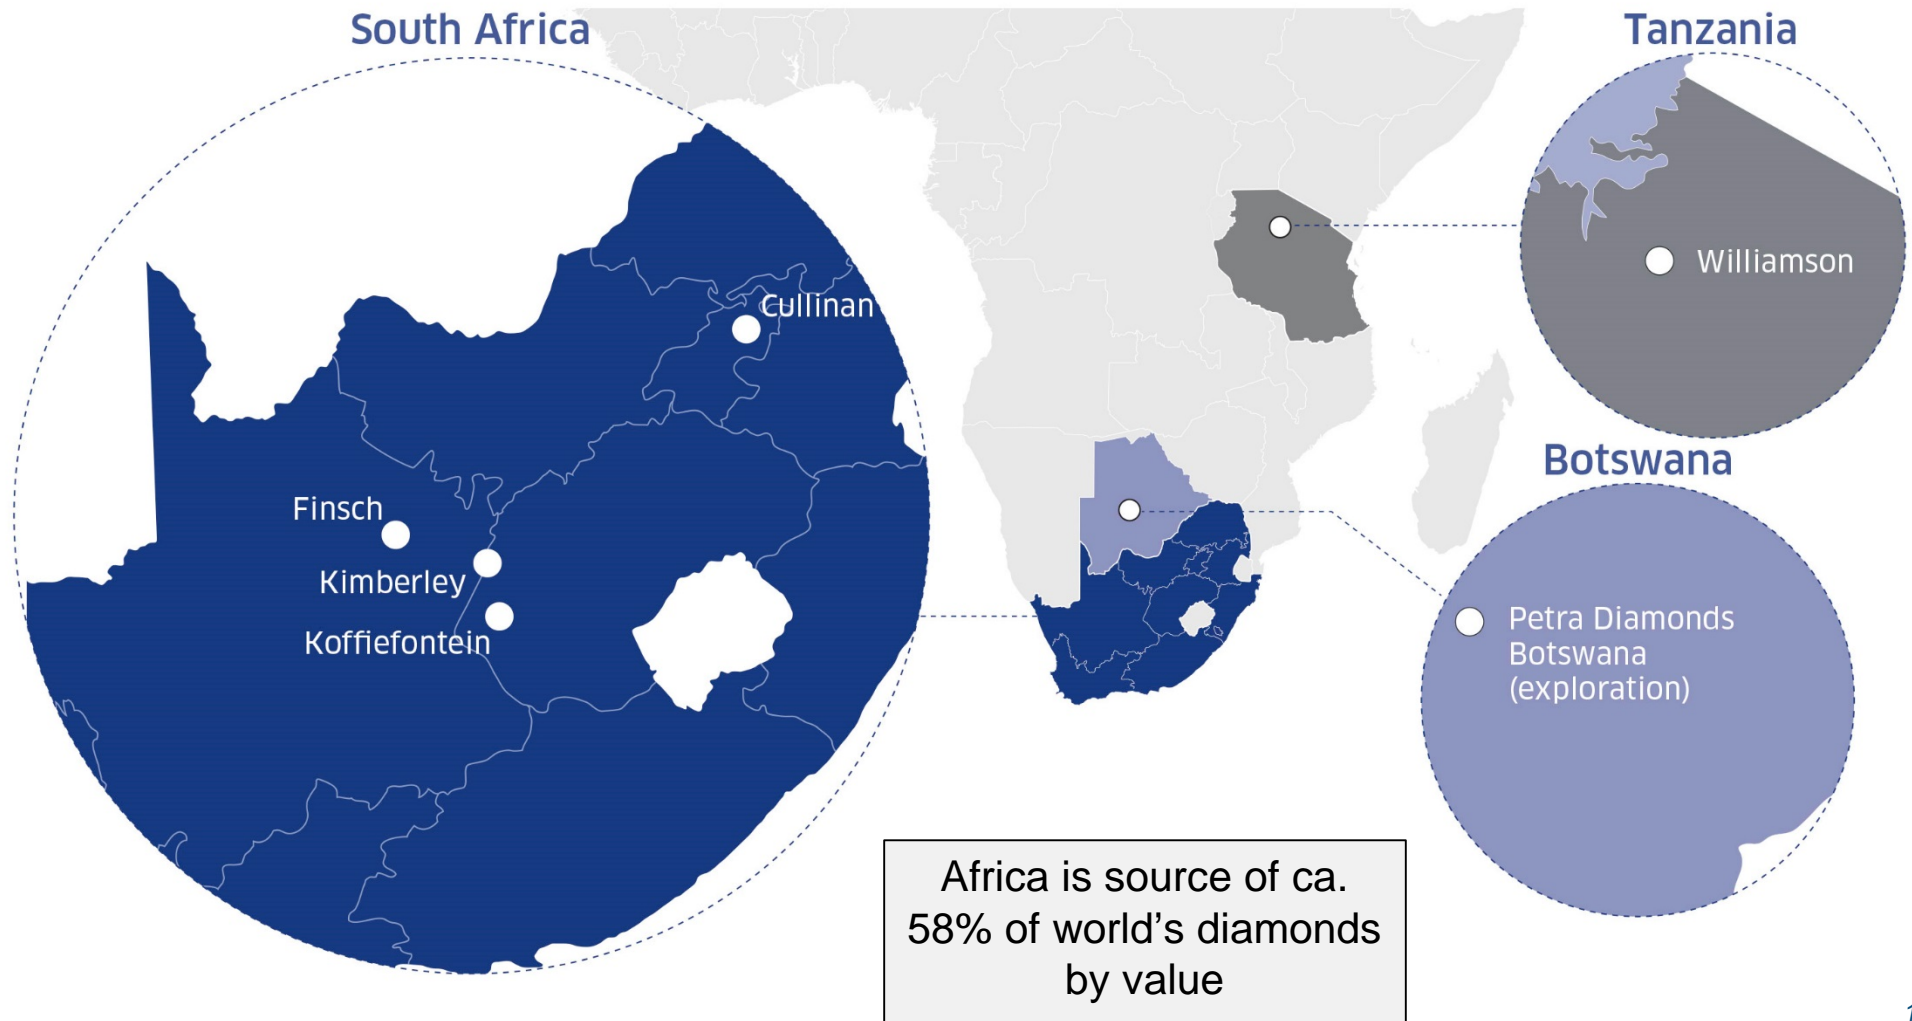 South Africa
Tanzania
Williamson
Cullinan
Botswana
Finsch
Kimberley
Koffiefontein
Petra Diamonds
Botswana
(exploration)
Africa is source of ca.
58% of world’s diamonds
by value